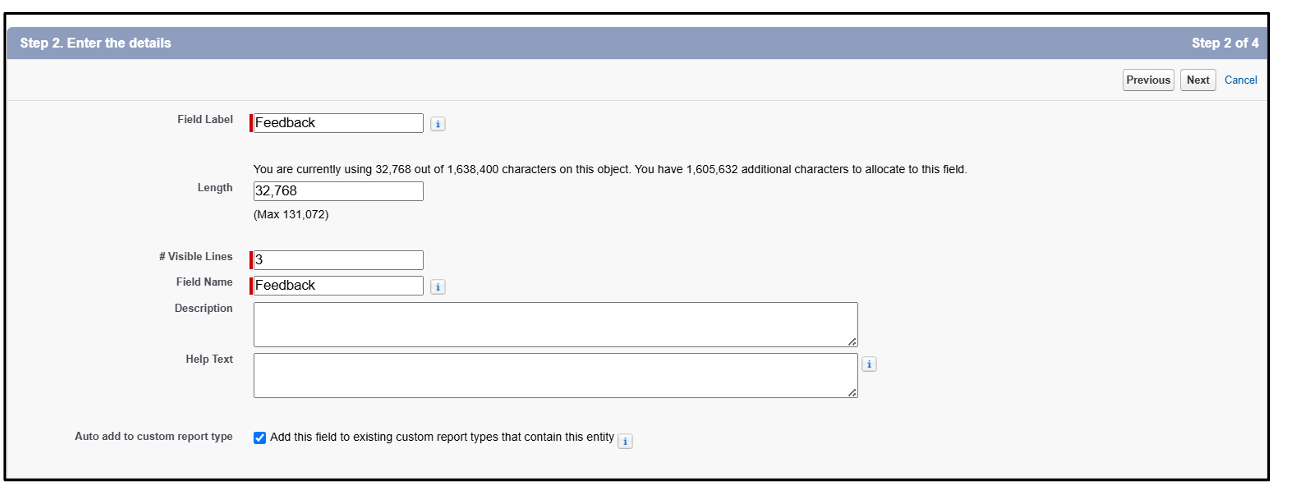 Step 2. Enter the details Step 2 of 4
Previous Next Cancel
Field Label Feedback i
You are currently using 32,768 out of 1,638,400 characters on this object. You have 1,605,632 additional characters to allocate to this field.
Length 32,768
(Max 131,072)
# Visible Lines 3
Field Name Feedback i
Description
Help Text i
Auto add to custom report type Add this field to existing custom report types that contain this entity i